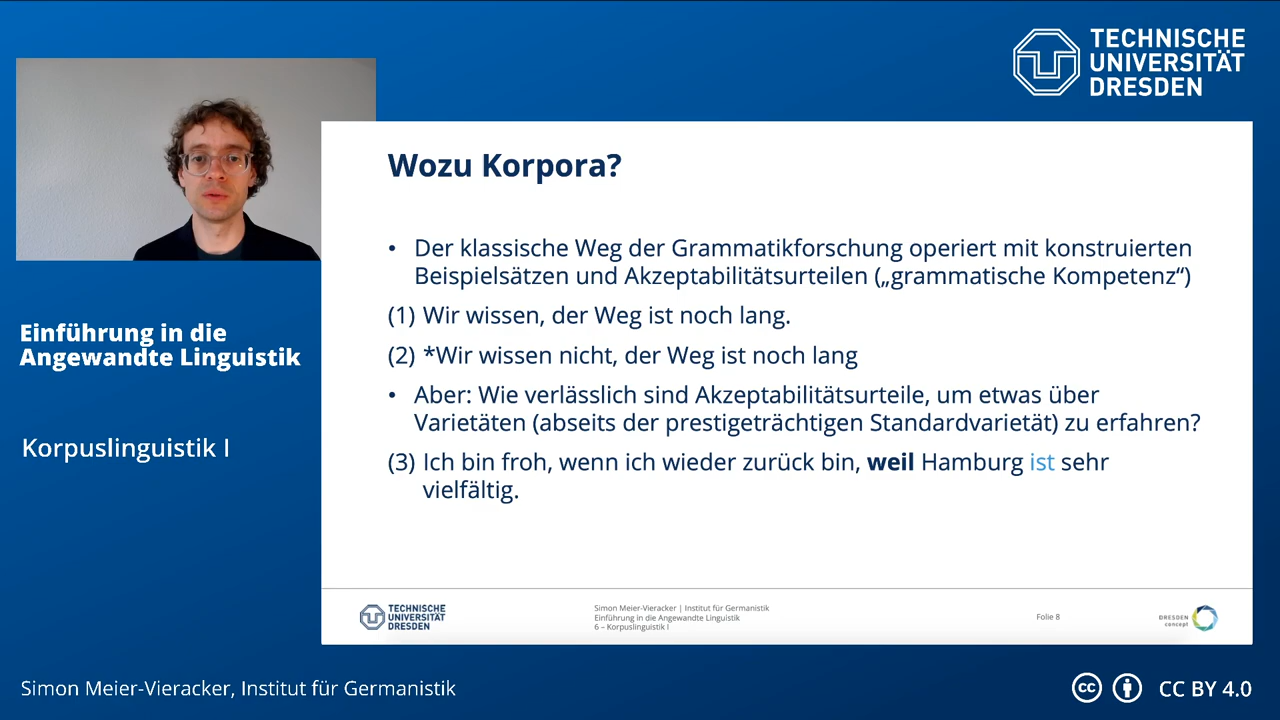 TECHNISCHE
UNIVERSITÄT
DRESDEN
Wozu Korpora?
• Der klassische Weg der Grammatikforschung operiert mit konstruierten
Beispielsätzen und Akzeptabilitätsurteilen („grammatische Kompetenz“)
(1) Wir wissen, der Weg ist noch lang.
(2) *Wir wissen nicht, der Weg ist noch lang
• Aber: Wie verlässlich sind Akzeptabilitätsurteile, um etwas über
Varietäten (abseits der prestigeträchtigen Standardvarietät) zu erfahren?
(3) Ich bin froh, wenn ich wieder zurück bin, weil Hamburg ist sehr
vielfältig.
Einführung in die
Angewandte Linguistik
Korpuslinguistik I
TECHNISCHE
UNIVERSITÄT
DRESDEN
Simon Meier-Vieracker | Institut für Germanistik
Einführung in die Angewandte Linguistik
6 – Korpuslinguistik I
Folie 8
DRESDEN
concept
Simon Meier-Vieracker, Institut für Germanistik
cc
CC BY 4.0